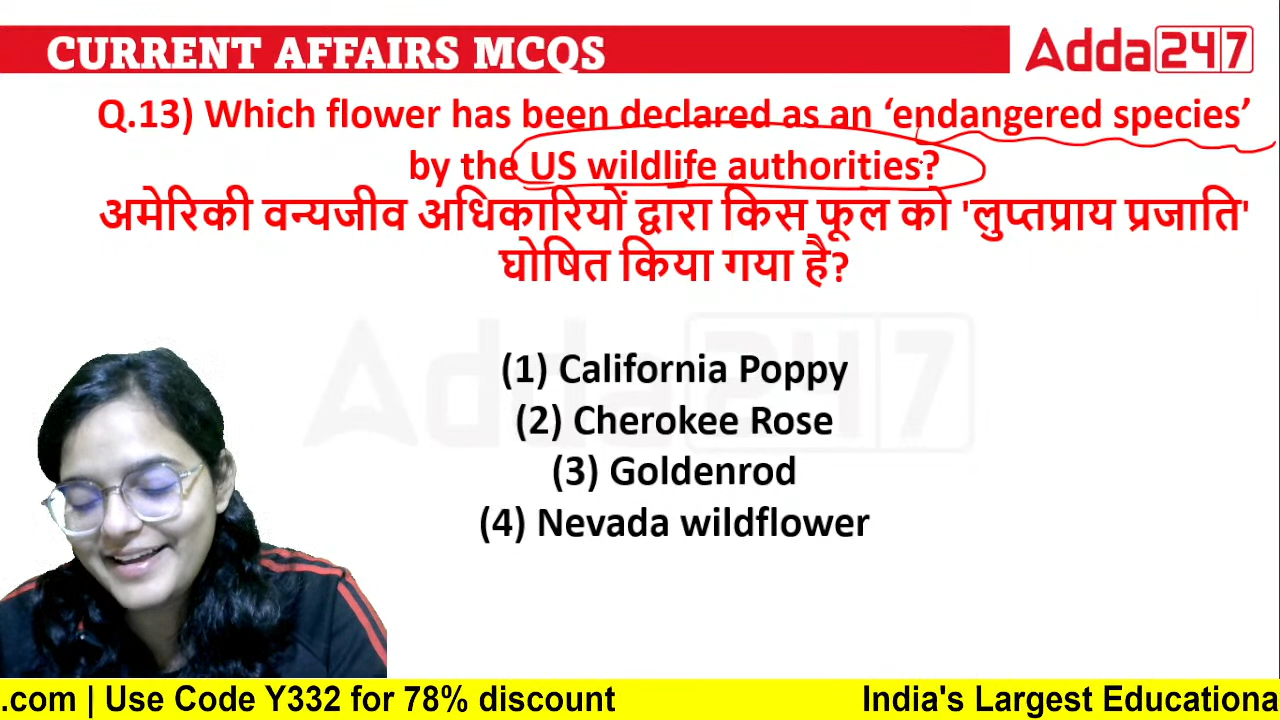 CURRENT AFFAIRS MCQS
Adda247
Q.13) Which flower has been declared as an ‘endangered species’
by the US wildlife authorities?
अमेरिकी वन्यजीव अधिकारियों द्वारा किस फूल को 'लुप्तप्राय प्रजाति'
घोषित किया गया है?
Adda247
(1) California Poppy
(2) Cherokee Rose
(3) Goldenrod
(4) Nevada wildflower
.com | Use Code Y332 for 78% discount
India's Largest Educationa